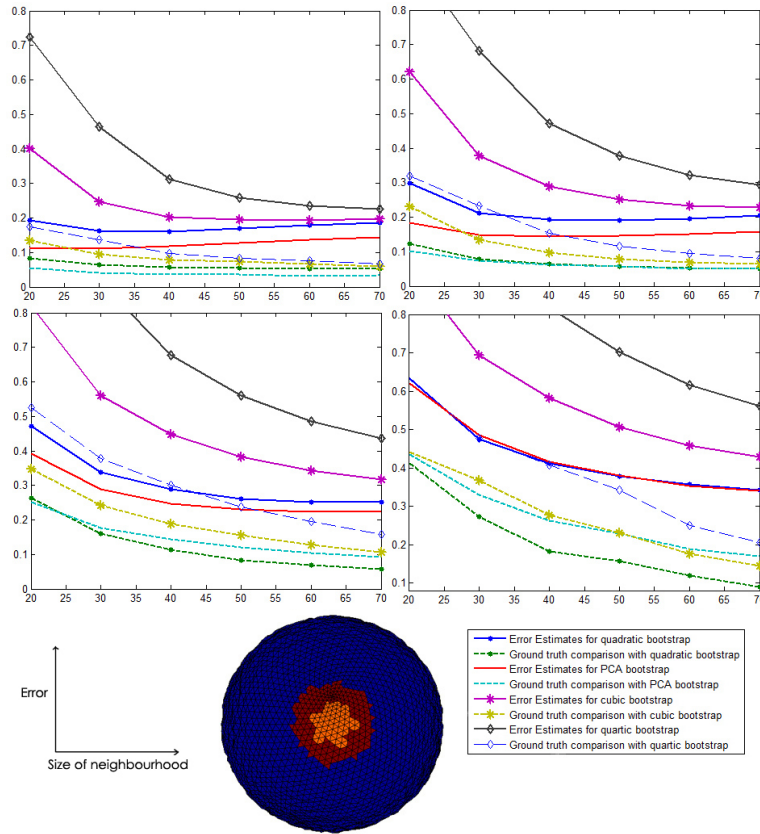 0.8
0.7
0.6
0.5
0.4
0.3
0.2
0.1
0
20 25 30 35 40 45 50 55 60 65 70
0.8
0.7
0.6
0.5
0.4
0.3
0.2
0.1
0
20 25 30 35 40 45 50 55 60 65 70
0.8
0.7
0.6
0.5
0.4
0.3
0.2
0.1
0
20 25 30 35 40 45 50 55 60 65 70
0.8
0.7
0.6
0.5
0.4
0.3
0.2
0.1
20 25 30 35 40 45 50 55 60 65 70
Error
Size of neighbourhood
Error Estimates for quadratic bootstrap
Ground truth comparison with quadratic bootstrap
Error Estimates for PCA bootstrap
Ground truth comparison with PCA bootstrap
Error Estimates for cubic bootstrap
Ground truth comparison with cubic bootstrap
Error Estimates for quartic bootstrap
Ground truth comparison with quartic bootstrap